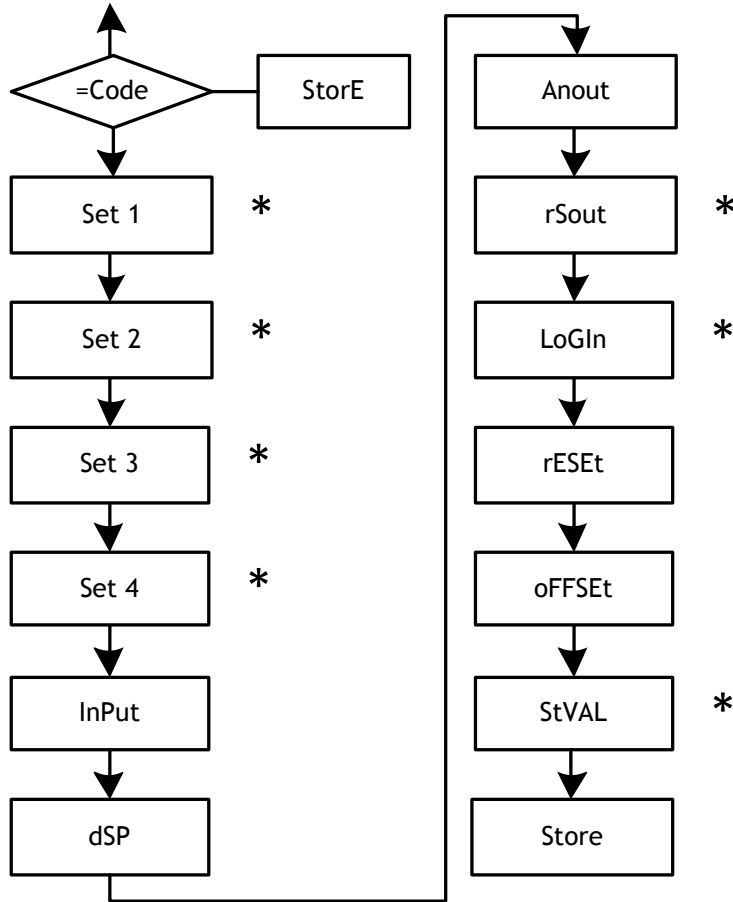 =Code
StorE
Set 1 *
Set 2 *
Set 3 *
Set 4 *
InPut
dSP
Anout
rSout *
LoGIn *
rESEt
oFFSEt
StVAL *
Store